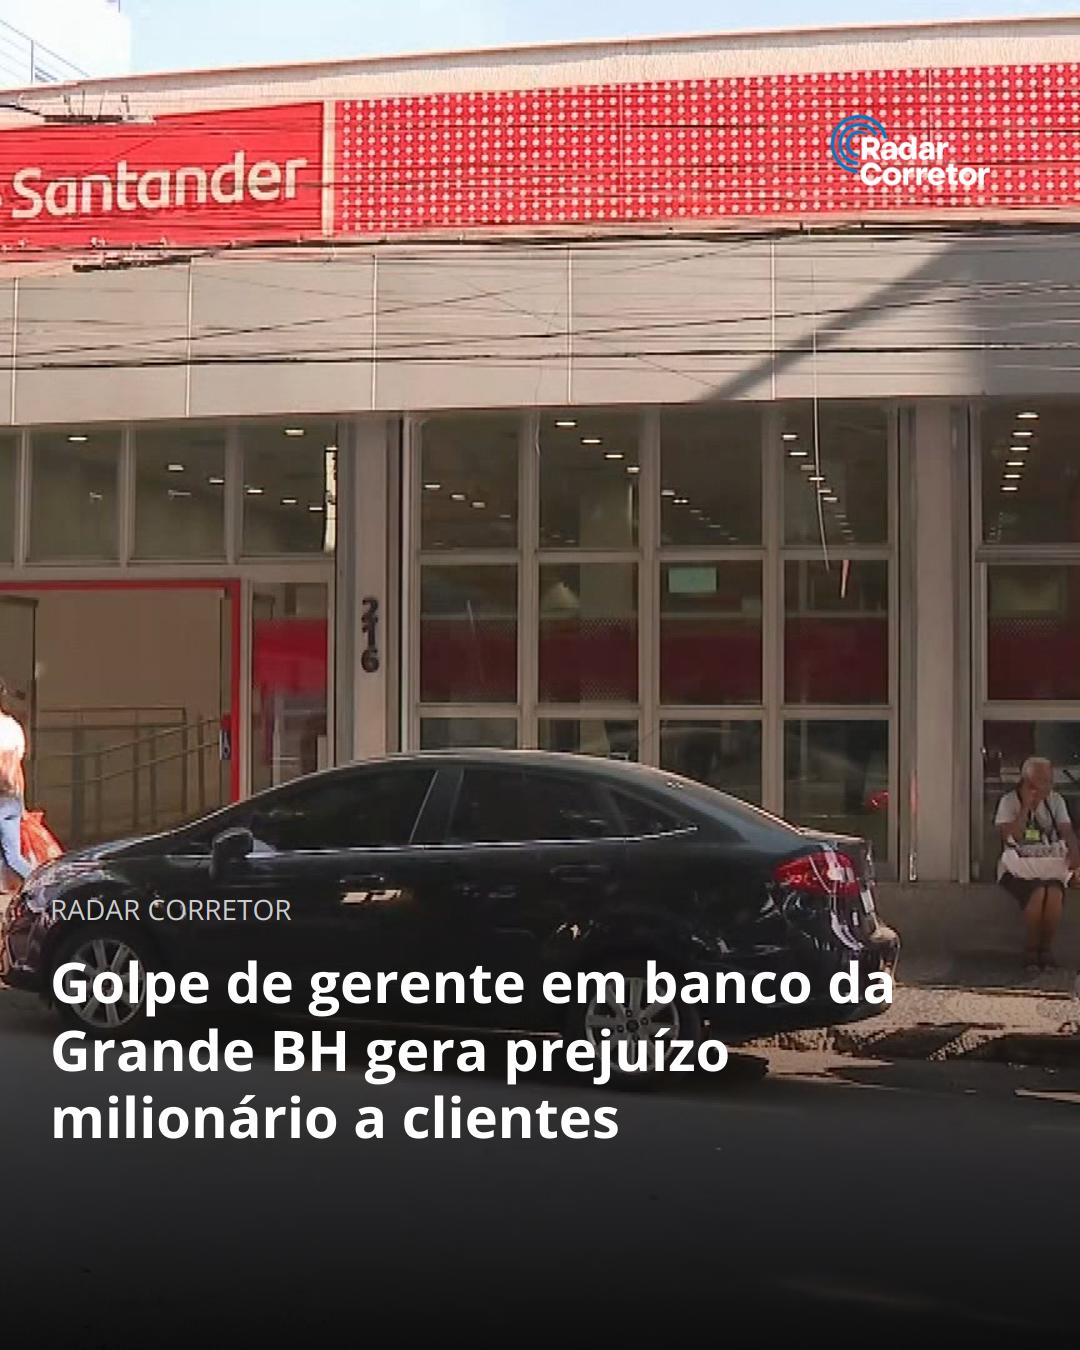 Santander
Radar
Corretor
216
RADAR CORRETOR
Golpe de gerente em banco da
Grande BH gera prejuízo
milionário a clientes